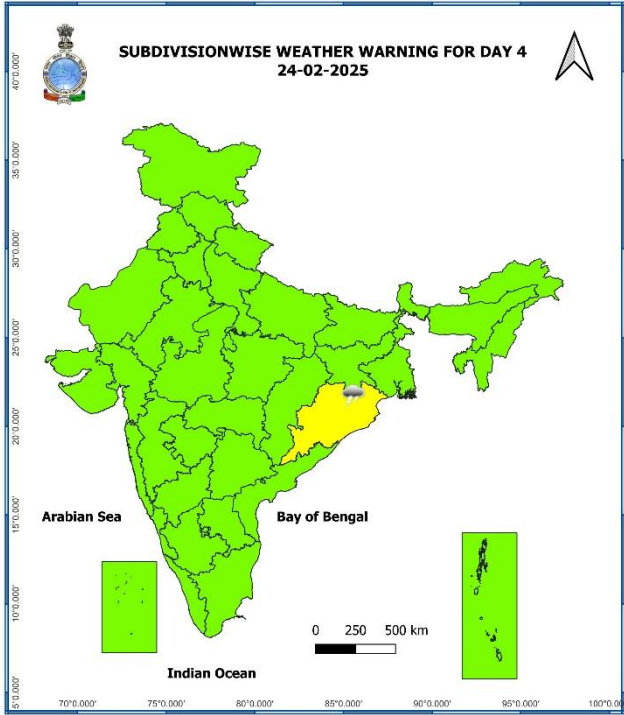 SUBDIVISIONWISE WEATHER WARNING FOR DAY 4
24-02-2025
40°0.000'
35°0.000'
30°0.000'
25°0.000'
20°0.000'
15°0.000'
10°0.000'
5°0.000'
Arabian Sea
Bay of Bengal
0 250 500 km
Indian Ocean
70°0.000' 75°0.000' 80°0.000' 85°0.000' 90°0.000' 95°0.000' 100°0.000'